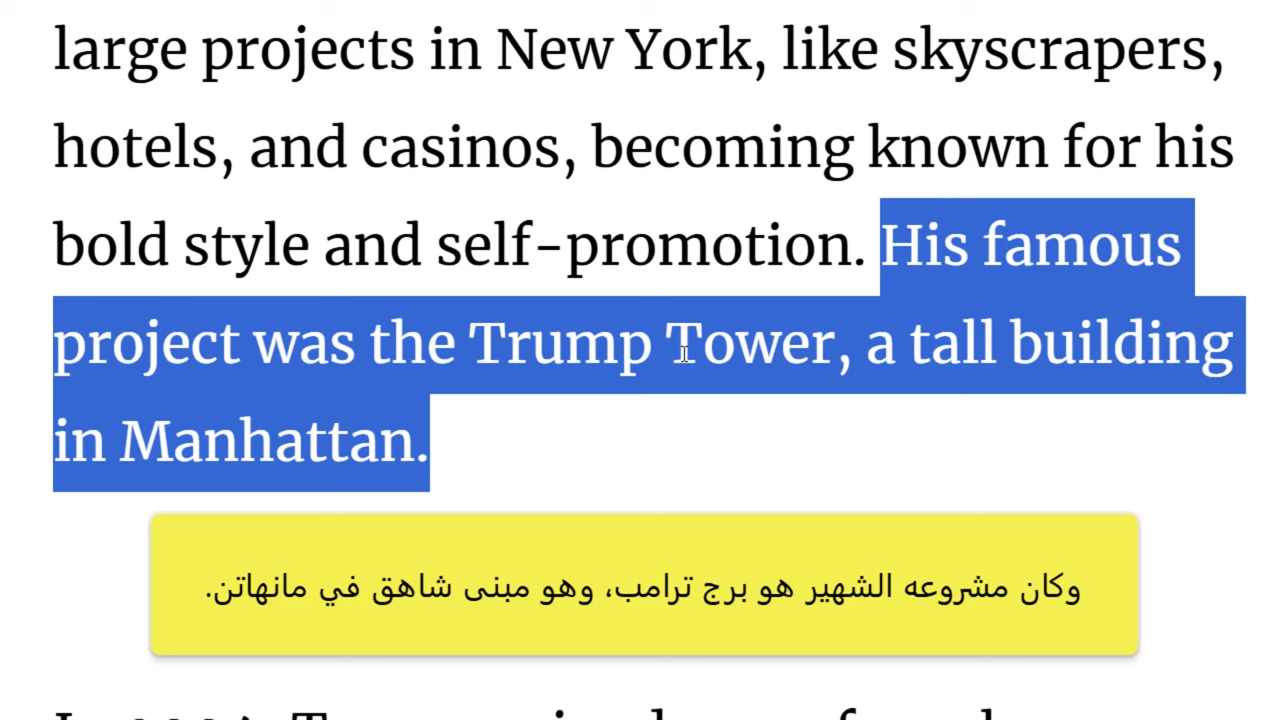 large projects in New York, like skyscrapers,
hotels, and casinos, becoming known for his
bold style and self-promotion. His famous
project was the Trump Tower, a tall building
in Manhattan.
وكان مشروعه الشهير هو برج ترامب، وهو مبنى شاهق في مانهاتن.